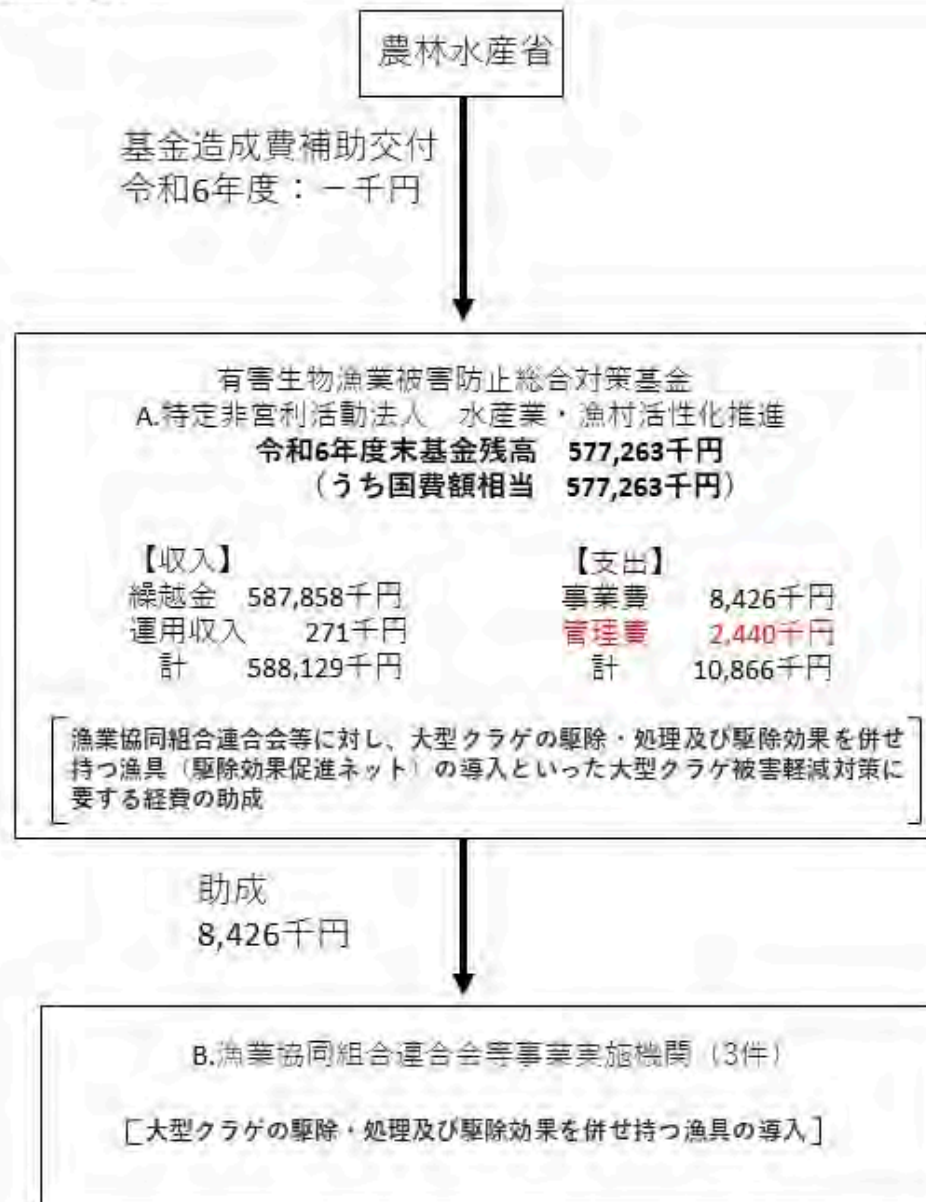 農林水産省
基金造成費補助交付
令和6年度：－千円
有害生物漁業被害防止総合対策基金
A.特定非営利活動法人　水産業・漁村活性化推進
令和6年度末基金残高　577,263千円
（うち国費額相当　577,263千円）
【収入】
繰越金　587,858千円
運用収入　271千円
計　588,129千円
【支出】
事業費　8,426千円
管理費　2,440千円
計　10,866千円
漁業協同組合連合会等に対し、大型クラゲの駆除・処理及び駆除効果を併せ
持つ漁具（駆除効果促進ネット）の導入といった大型クラゲ被害軽減対策に
要する経費の助成
助成
8,426千円
B.漁業協同組合連合会等事業実施機関（3件）
［大型クラゲの駆除・処理及び駆除効果を併せ持つ漁具の導入］